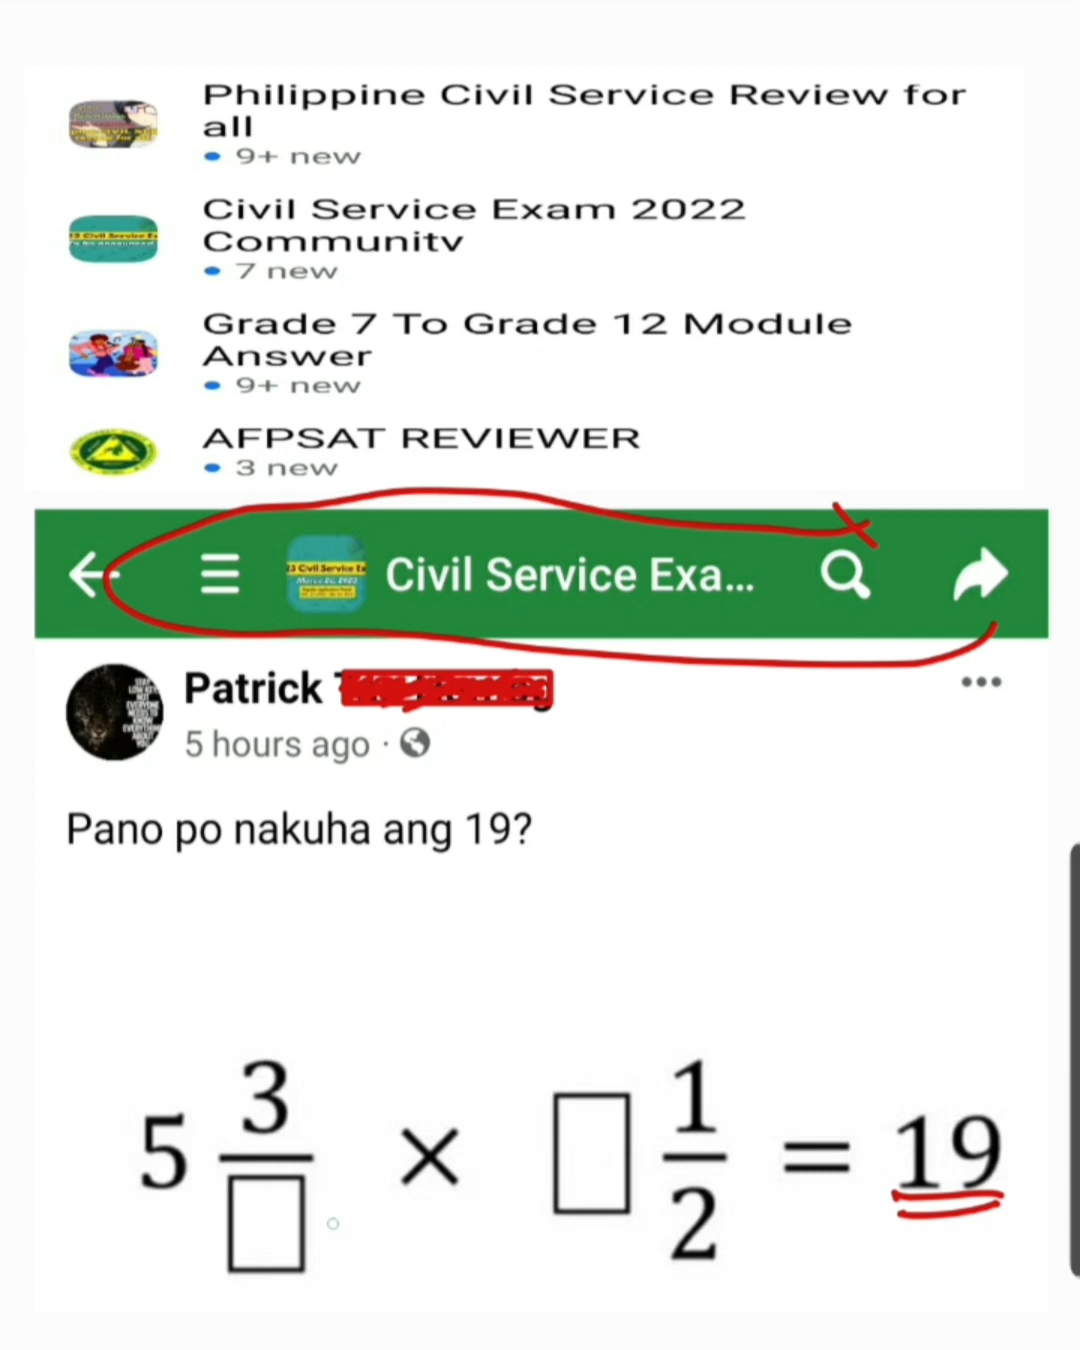 Philippine Civil Service Review for
all
9+ new
Civil Service Exam 2022
Community
7 new
Grade 7 To Grade 12 Module
Answer
9+ new
AFPSAT REVIEWER
3 new
Civil Service Exa...
Patrick
5 hours ago ·
Pano po nakuha ang 19?
5 3/□ × □ 1/2 = 19